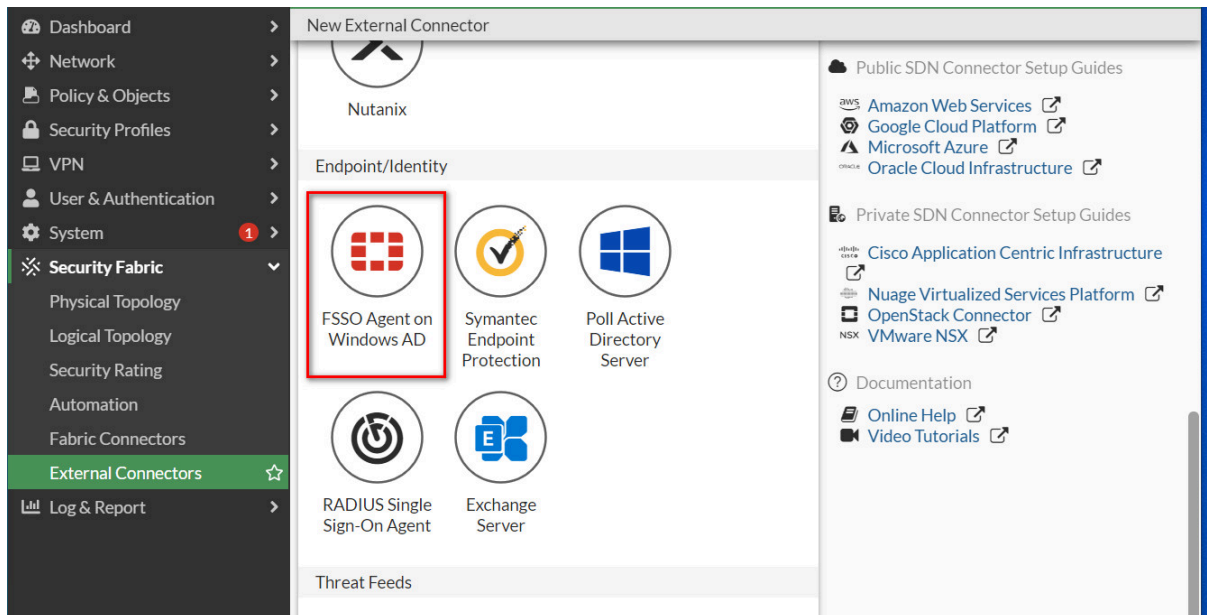 Dashboard
Network
Policy & Objects
Security Profiles
VPN
User & Authentication
System 1
Security Fabric
Physical Topology
Logical Topology
Security Rating
Automation
Fabric Connectors
External Connectors
Log & Report
New External Connector
Nutanix
Endpoint/Identity
FSSO Agent on
Windows AD
Symantec
Endpoint
Protection
Poll Active
Directory
Server
RADIUS Single
Sign-On Agent
E
Exchange
Server
Threat Feeds
Public SDN Connector Setup Guides
aws Amazon Web Services
Google Cloud Platform
Microsoft Azure
ORACLE Oracle Cloud Infrastructure
Private SDN Connector Setup Guides
CISCO Cisco Application Centric Infrastructure
Nuage Virtualized Services Platform
OpenStack Connector
NSX VMware NSX
Documentation
Online Help
Video Tutorials